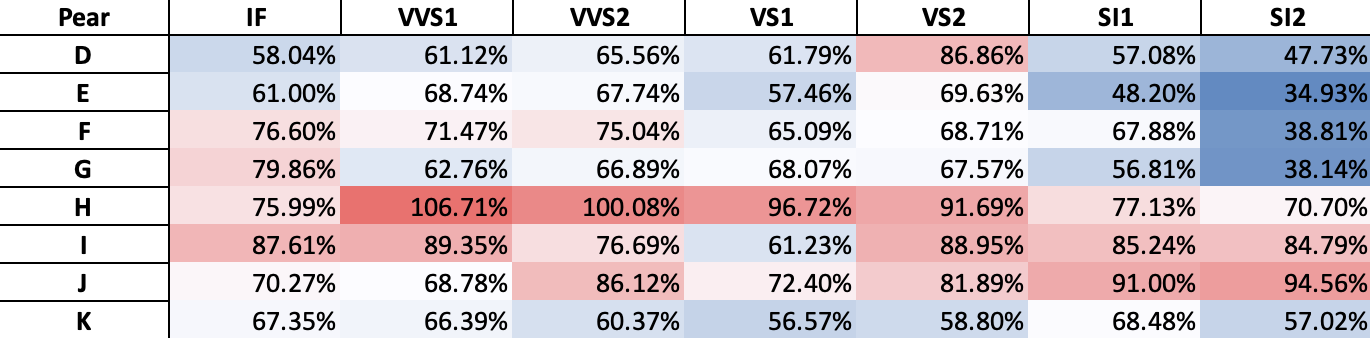 Pear IF VVS1 VVS2 VS1 VS2 SI1 SI2
D 58.04% 61.12% 65.56% 61.79% 86.86% 57.08% 47.73%
E 61.00% 68.74% 67.74% 57.46% 69.63% 48.20% 34.93%
F 76.60% 71.47% 75.04% 65.09% 68.71% 67.88% 38.81%
G 79.86% 62.76% 66.89% 68.07% 67.57% 56.81% 38.14%
H 75.99% 106.71% 100.08% 96.72% 91.69% 77.13% 70.70%
I 87.61% 89.35% 76.69% 61.23% 88.95% 85.24% 84.79%
J 70.27% 68.78% 86.12% 72.40% 81.89% 91.00% 94.56%
K 67.35% 66.39% 60.37% 56.57% 58.80% 68.48% 57.02%